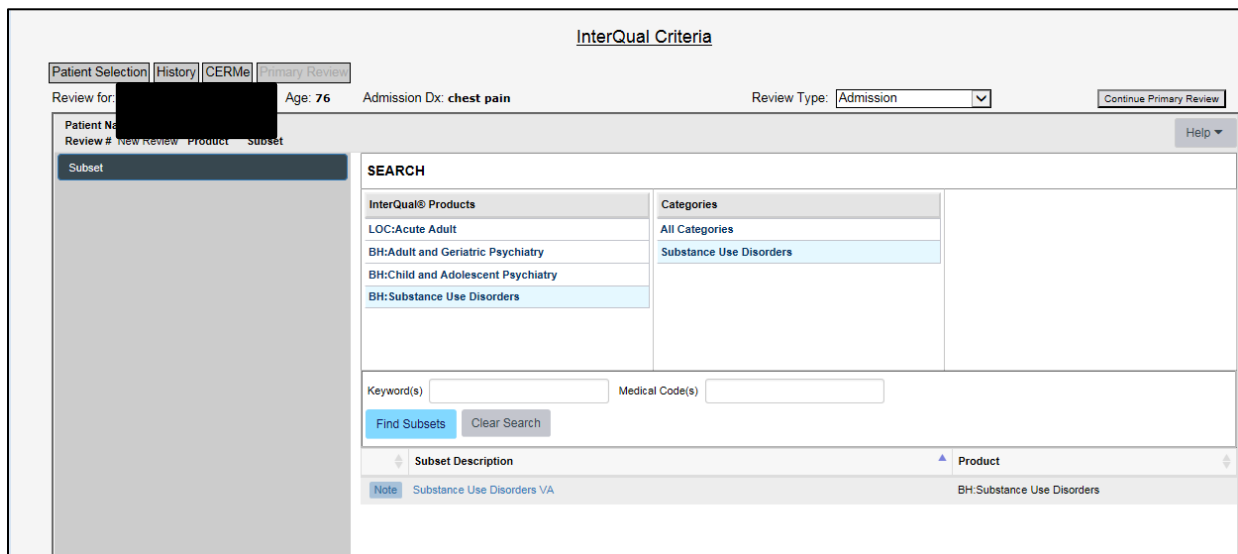 InterQual Criteria
Patient Selection History CERMe Primary Review
Review for: Age: 76 Admission Dx: chest pain Review Type: Admission Continue Primary Review
Patient Na
Review # New Review Product Subset Help
Subset
SEARCH
InterQual® Products Categories
LOC:Acute Adult All Categories
BH:Adult and Geriatric Psychiatry Substance Use Disorders
BH:Child and Adolescent Psychiatry
BH:Substance Use Disorders
Keyword(s) Medical Code(s)
Find Subsets Clear Search
Subset Description Product
Note Substance Use Disorders VA BH:Substance Use Disorders